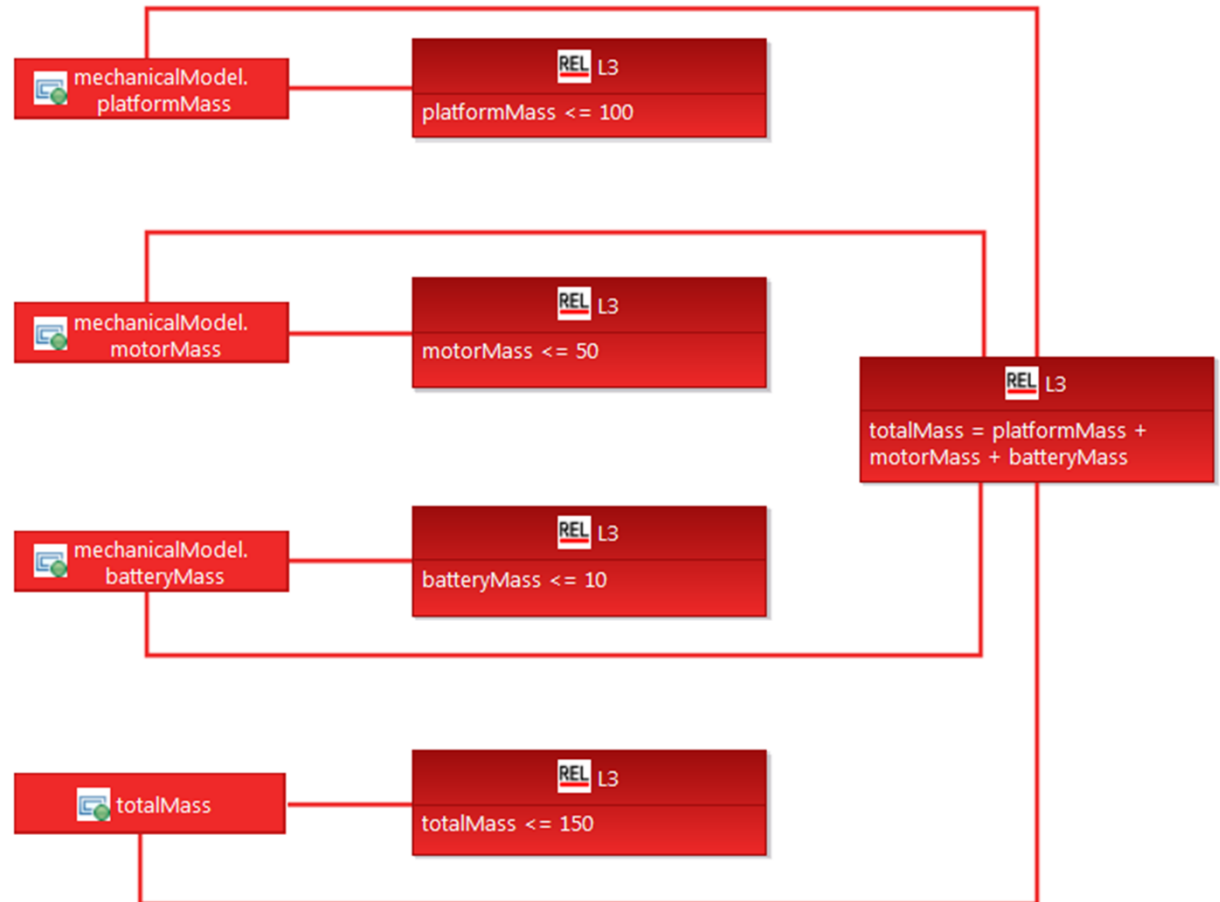 REL L3
mechanicalModel.
platformMass
platformMass <= 100
REL L3
mechanicalModel.
motorMass
motorMass <= 50
REL L3
totalMass = platformMass +
motorMass + batteryMass
REL L3
mechanicalModel.
batteryMass
batteryMass <= 10
REL L3
totalMass
totalMass <= 150